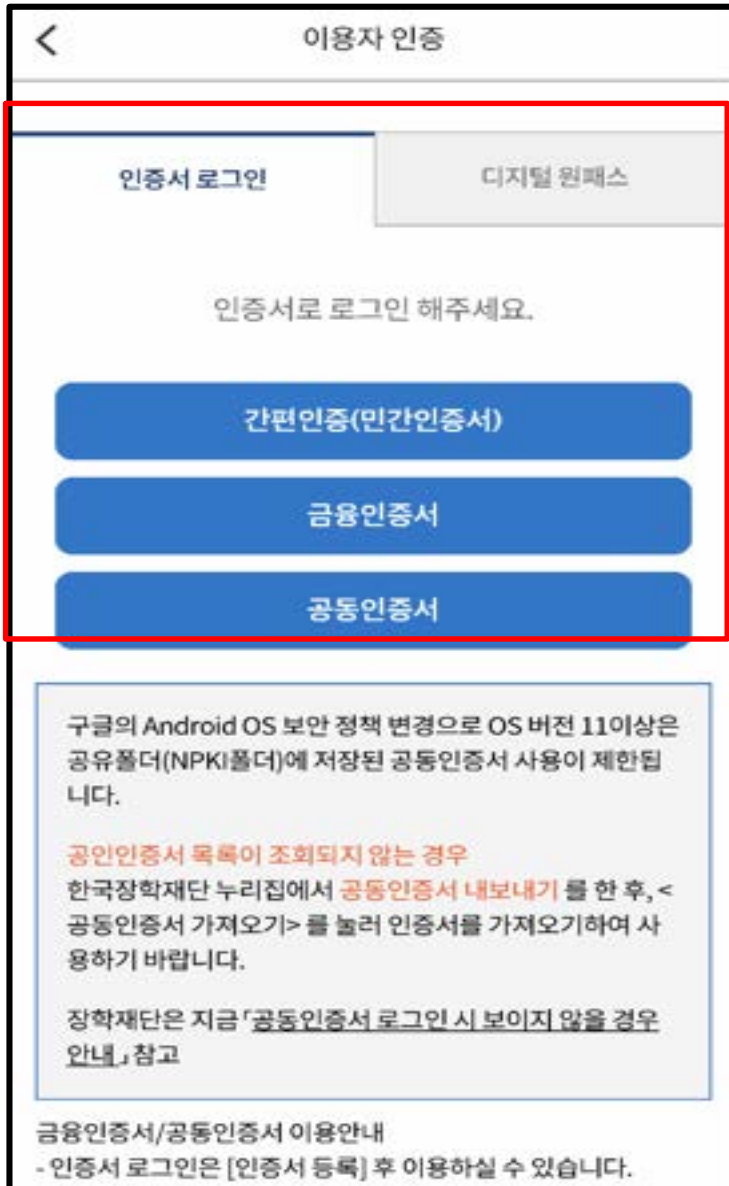 이용자 인증
인증서 로그인
디지털 원패스
인증서로 로그인 해주세요.
간편인증(민간인증서)
금융인증서
공동인증서
구글의 Android OS 보안 정책 변경으로 OS 버전 11이상은
공유폴더(NPKI폴더)에 저장된 공동인증서 사용이 제한됩
니다.
공인인증서 목록이 조회되지 않는 경우
한국장학재단 누리집에서 공동인증서 내보내기 를 한 후, <
공동인증서 가져오기> 를 눌러 인증서를 가져오기하여 사
용하기 바랍니다.
장학재단은 지금 「공동인증서 로그인 시 보이지 않을 경우
안내」 참고
금융인증서/공동인증서 이용안내
- 인증서 로그인은 [인증서 등록] 후 이용하실 수 있습니다.